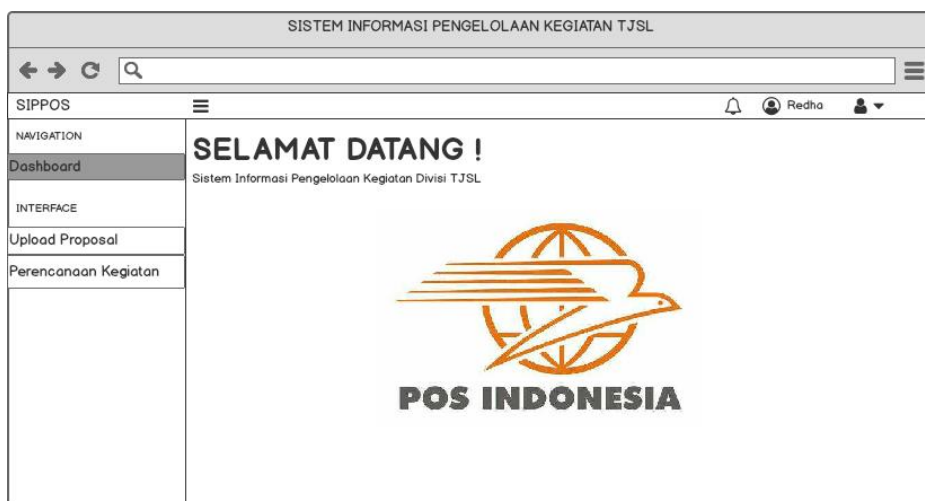 SISTEM INFORMASI PENGELOLAAN KEGIATAN TJSL
SIPPOS
Redha
NAVIGATION
Dashboard
INTERFACE
Upload Proposal
Perencanaan Kegiatan
SELAMAT DATANG !
Sistem Informasi Pengelolaan Kegiatan Divisi TJSL
POS INDONESIA